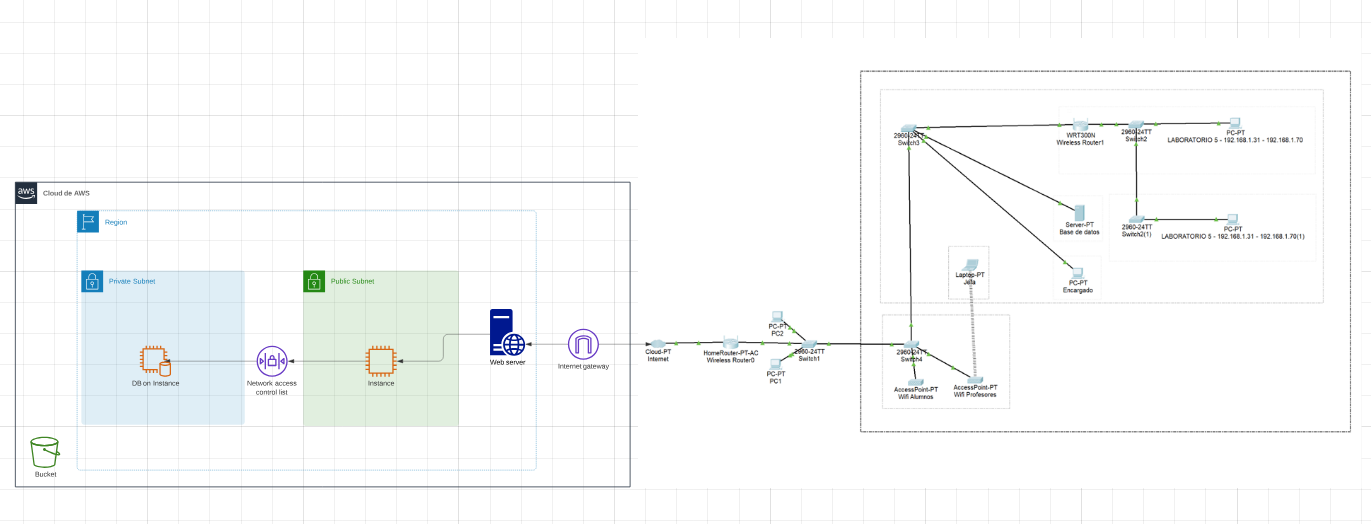 aws
Cloud de AWS
Region
Private Subnet
Public Subnet
DB on Instance
Network access
control list
Instance
Web server
Internet gateway
Bucket
Cloud-PT
Internet
HomeRouter-PT-AC
Wireless Router0
PC-PT
PC2
PC-PT
PC1
2960-24TT
Switch1
2960-24TT
Switch3
WRT300N
Wireless Router1
2960-24TT
Switch2
PC-PT
LABORATORIO 5 - 192.168.1.31 - 192.168.1.70
Server-PT
Base de datos
2960-24TT
Switch2(1)
PC-PT
LABORATORIO 5 - 192.168.1.31 - 192.168.1.70(1)
Laptop-PT
Jefa
PC-PT
Encargado
2960-24TT
Switch4
AccessPoint-PT
Wifi Alumnos
AccessPoint-PT
Wifi Profesores